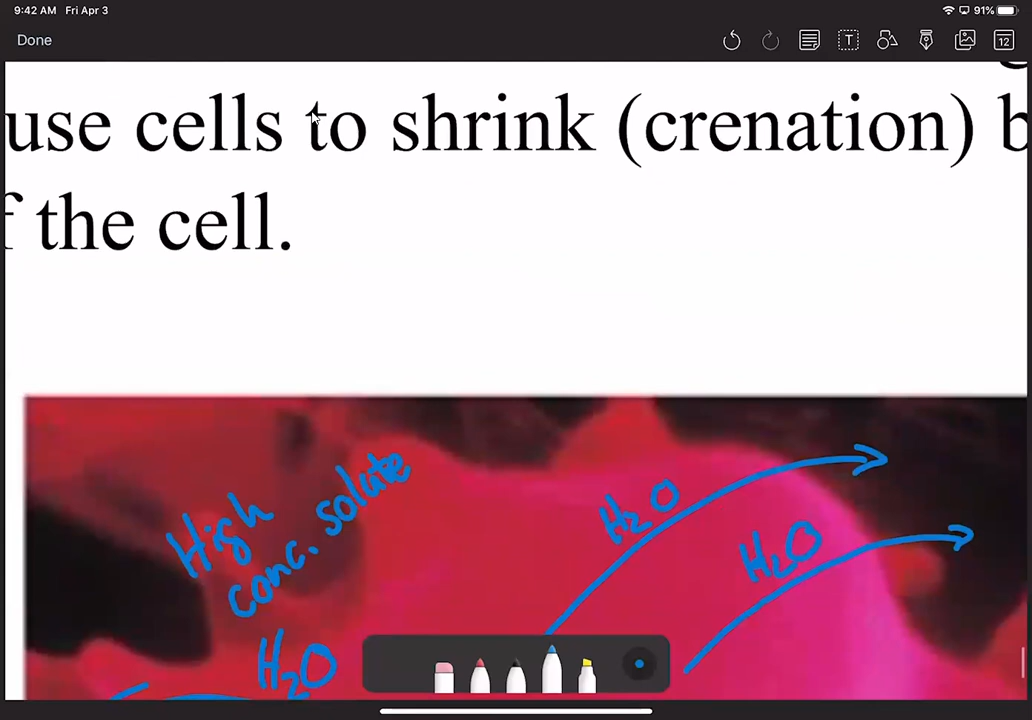 9:42 AM Fri Apr 3
91%
Done
T
12
use cells to shrink (crenation) b
f the cell.
High
conc. solute
H₂O
H₂O
H₂O